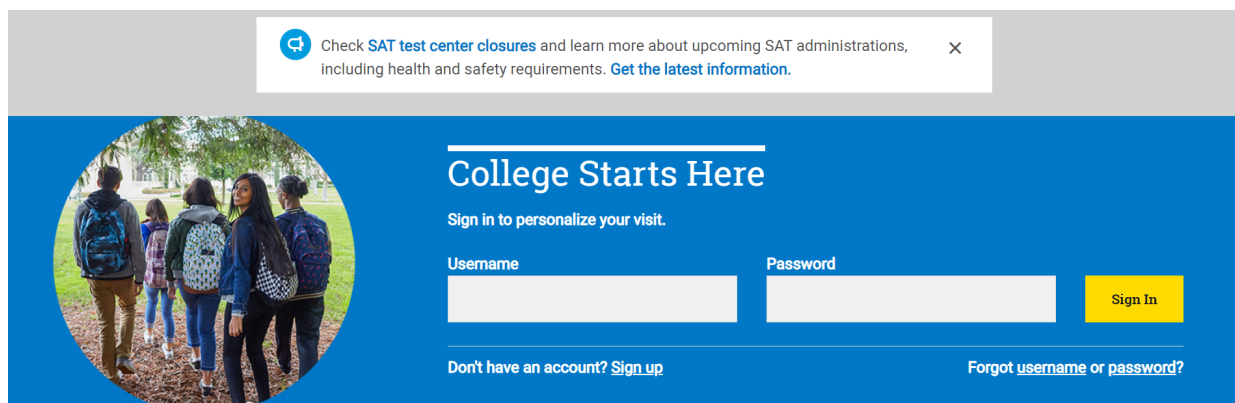 Check SAT test center closures and learn more about upcoming SAT administrations,
including health and safety requirements. Get the latest information.
College Starts Here
Sign in to personalize your visit.
Username
Password
Sign In
Don't have an account? Sign up
Forgot username or password?